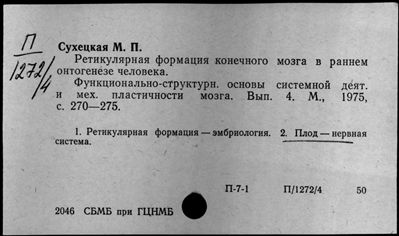 П
1272/4
Сухецкая М. П.
Ретикулярная формация конечного мозга в раннем
онтогенезе человека.
Функционально-структурн. основы системной деят.
и мех. пластичности мозга. Вып. 4. М., 1975,
с. 270—275.
1. Ретикулярная формация — эмбриология. 2. Плод — нервная
система.
П-7-1 П/1272/4 50
2046 СБМБ при ГЦНМБ